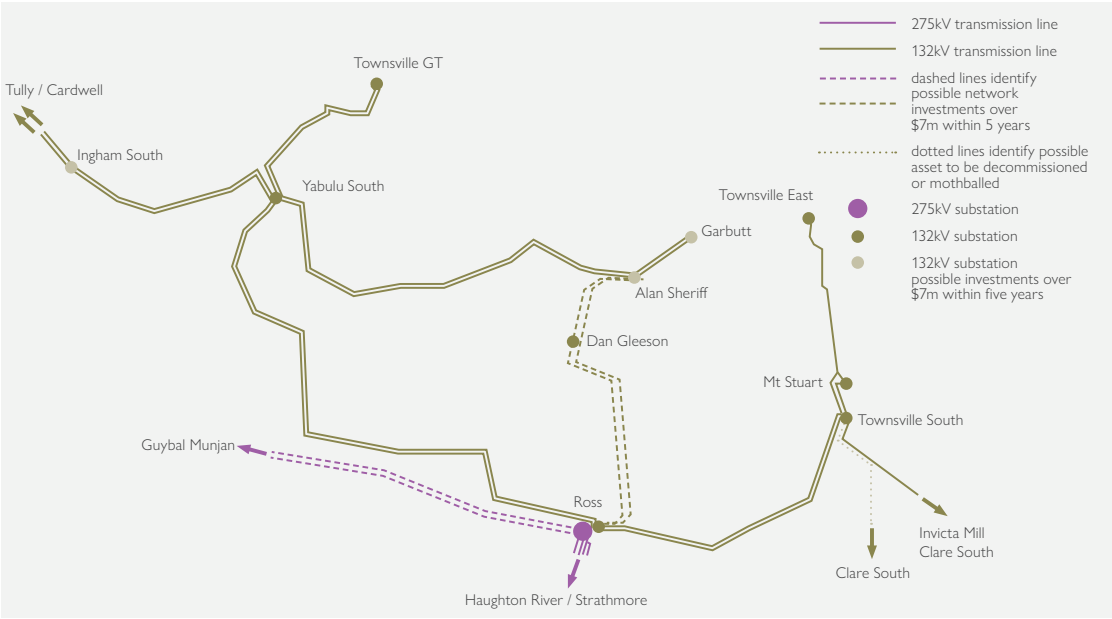 Townsville GT
Tully / Cardwell
Ingham South
Yabulu South
Townsville East
Garbutt
Alan Sheriff
Dan Gleeson
Mt Stuart
Townsville South
Guybal Munjan
Ross
Invicta Mill
Clare South
Clare South
Haughton River / Strathmore
275kV transmission line
132kV transmission line
dashed lines identify
possible network
investments over
$7m within 5 years
dotted lines identify possible
asset to be decommissioned
or mothballed
275kV substation
132kV substation
132kV substation
possible investments over
$7m within five years